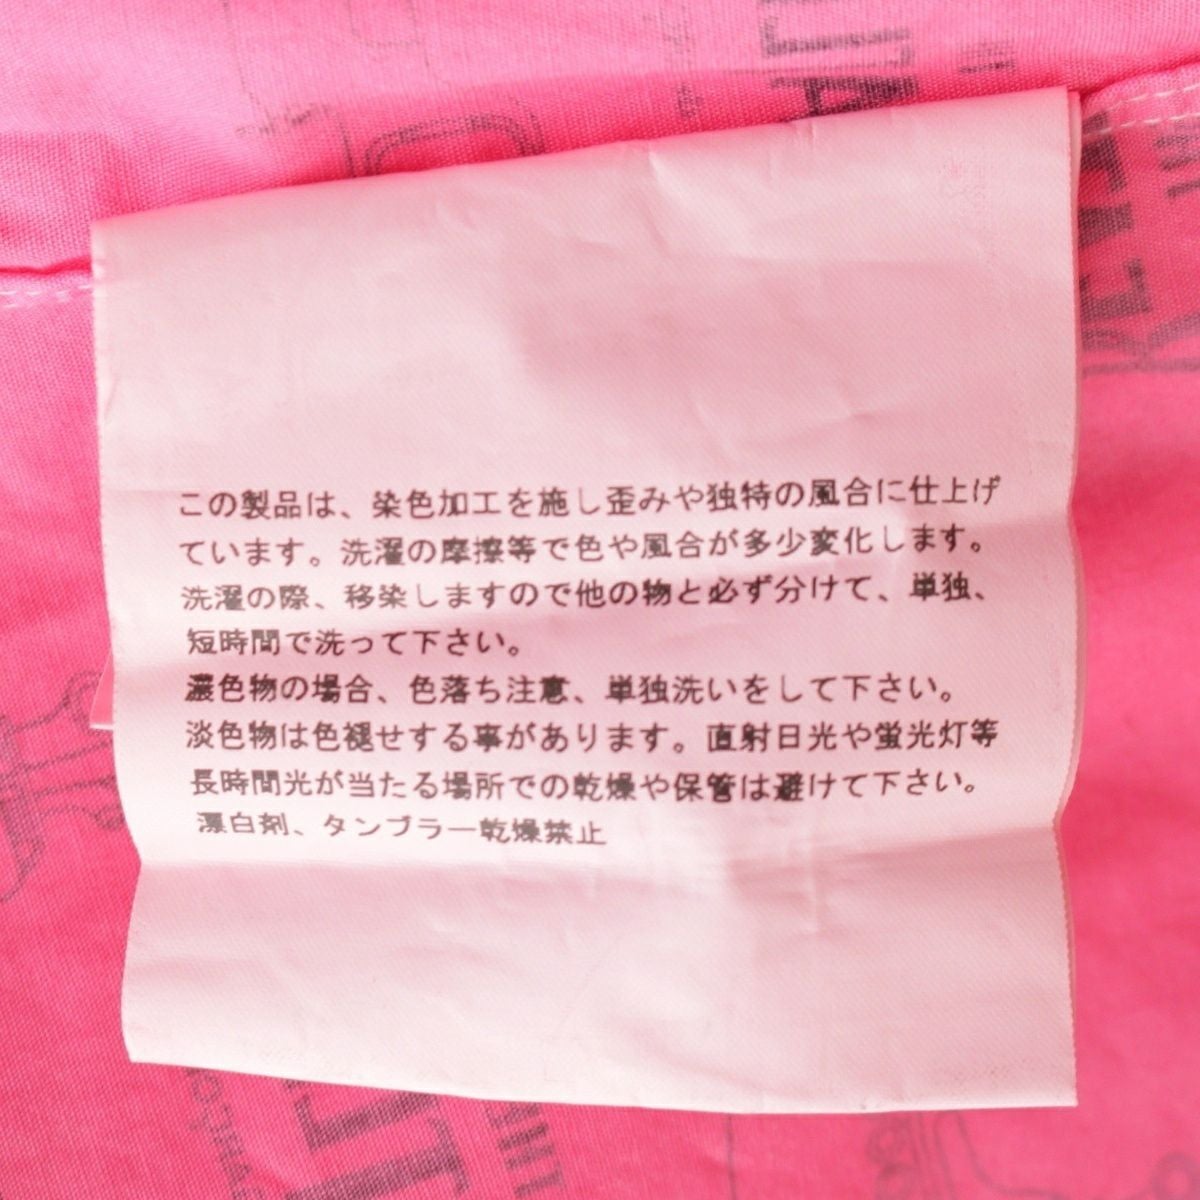 この製品は、染色加工を施し歪みや独特の風合に仕上げ
ています。洗濯の摩擦等で色や風合が多少変化します。
洗濯の際、移染しますので他の物と必ず分けて、単独、
短時間で洗って下さい。
濃色物の場合、色落ち注意、単独洗いをして下さい。
淡色物は色褪せする事があります。直射日光や蛍光灯等
長時間光が当たる場所での乾燥や保管は避けて下さい。
漂白剤、タンブラー乾燥禁止